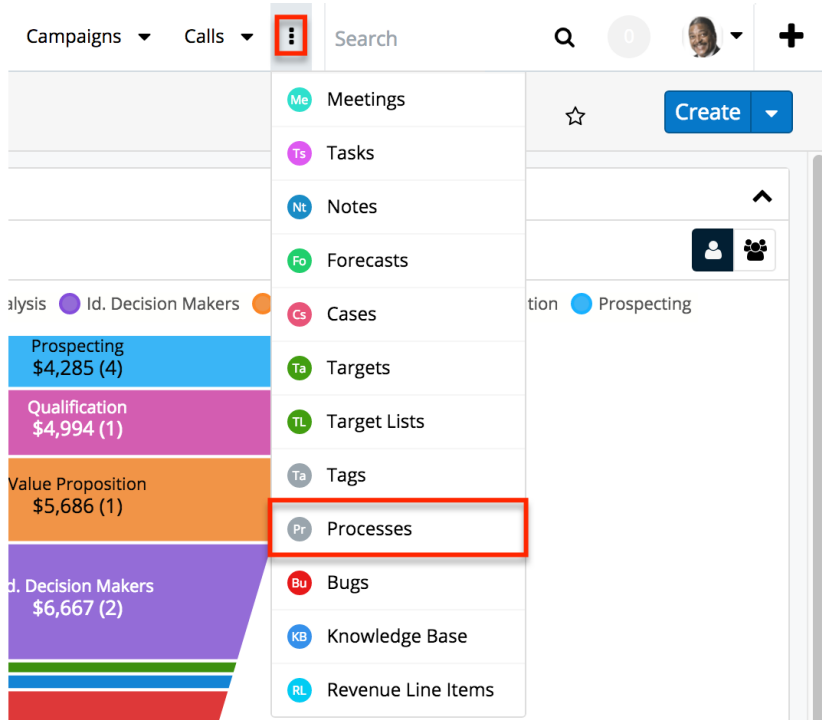 Campaigns Calls Search 0
Me Meetings
Create
Ts Tasks
Nt Notes
Fo Forecasts
alysis Id. Decision Makers tion Prospecting
Cs Cases
Prospecting
$4,285 (4)
Ta Targets
Qualification
$4,994 (1)
TL Target Lists
Ta Tags
Value Proposition
$5,686 (1)
Pr Processes
Bu Bugs
d. Decision Makers
$6,667 (2)
KB Knowledge Base
RL Revenue Line Items